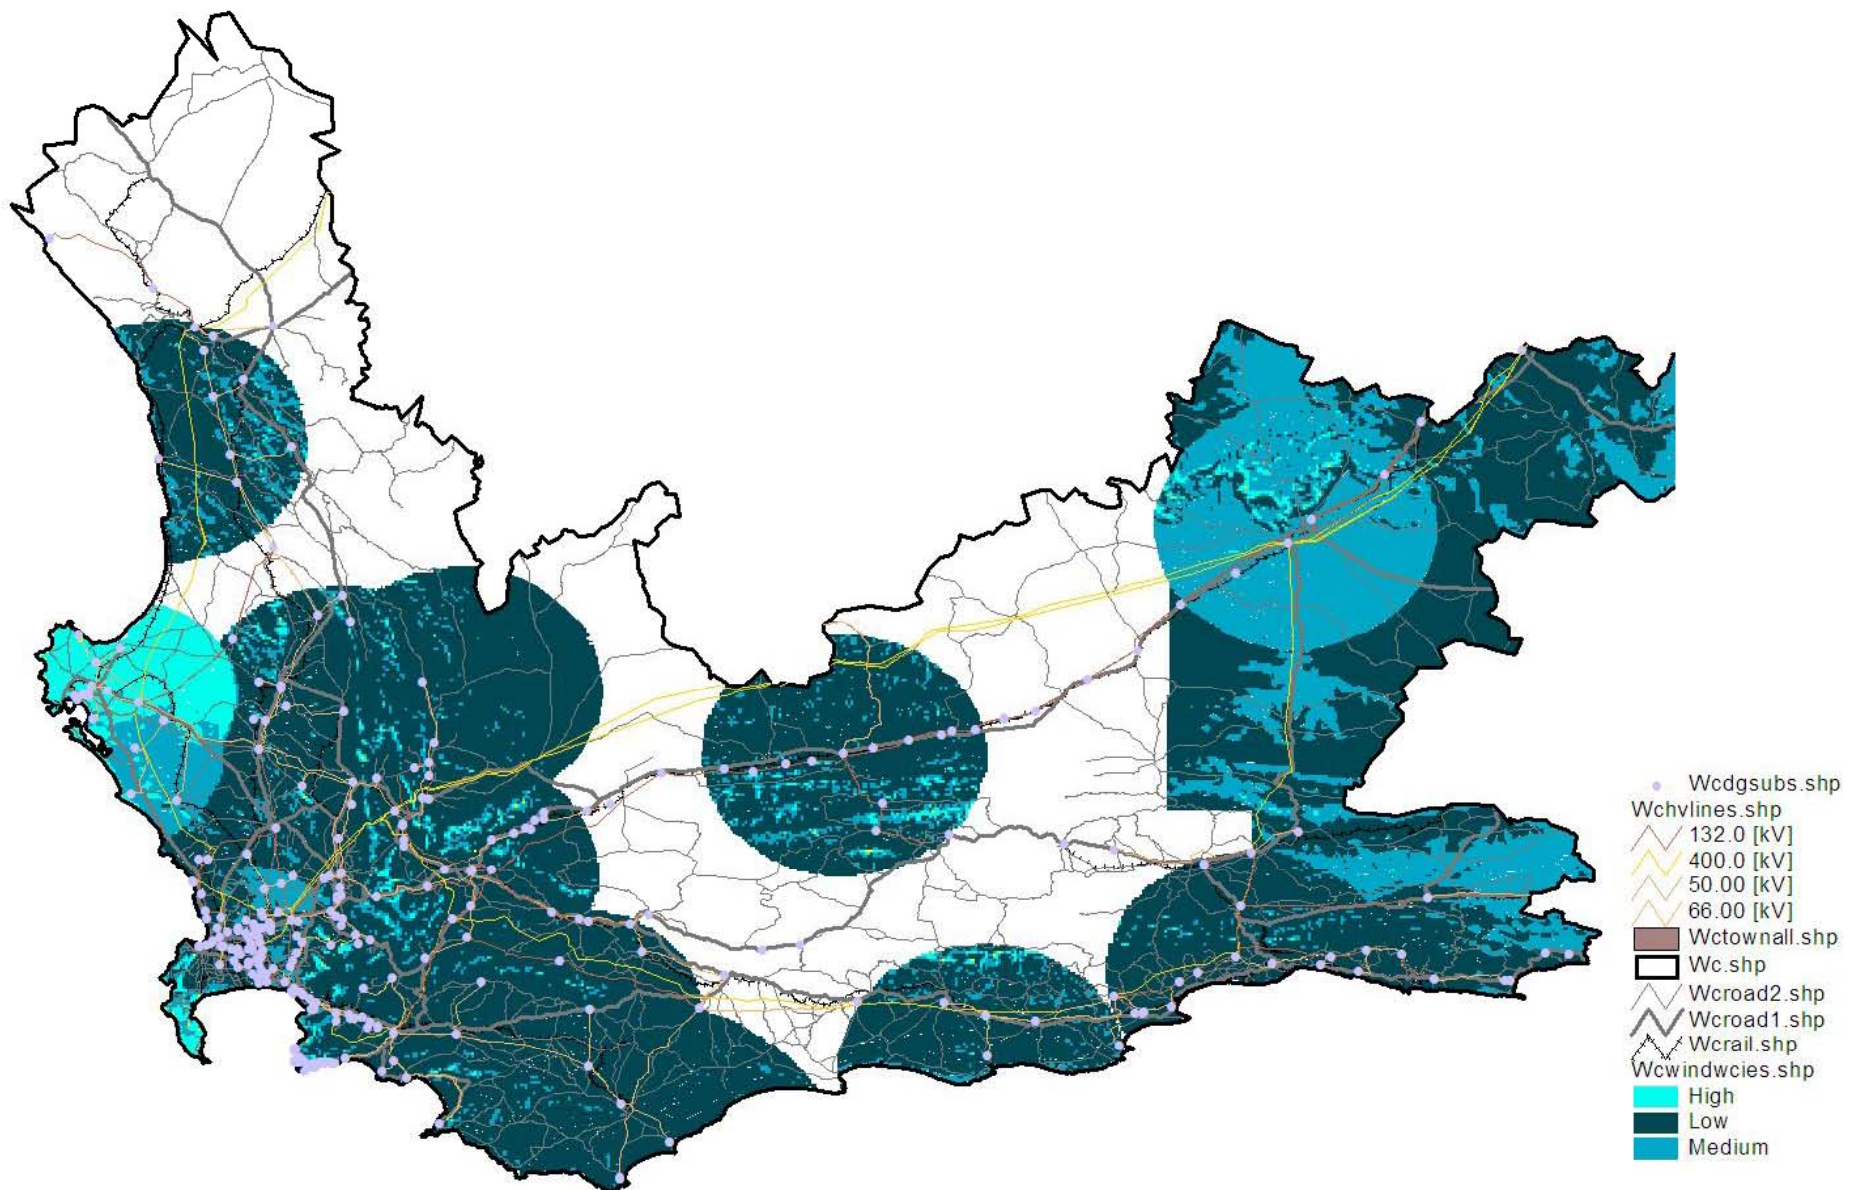 Wcdgsubs.shp
Wchvlines.shp
132.0 [kV]
400.0 [kV]
50.00 [kV]
66.00 [kV]
Wctownall.shp
Wc.shp
Wcroad2.shp
Wcroad1.shp
Wcrail.shp
Wcwindwcies.shp
High
Low
Medium